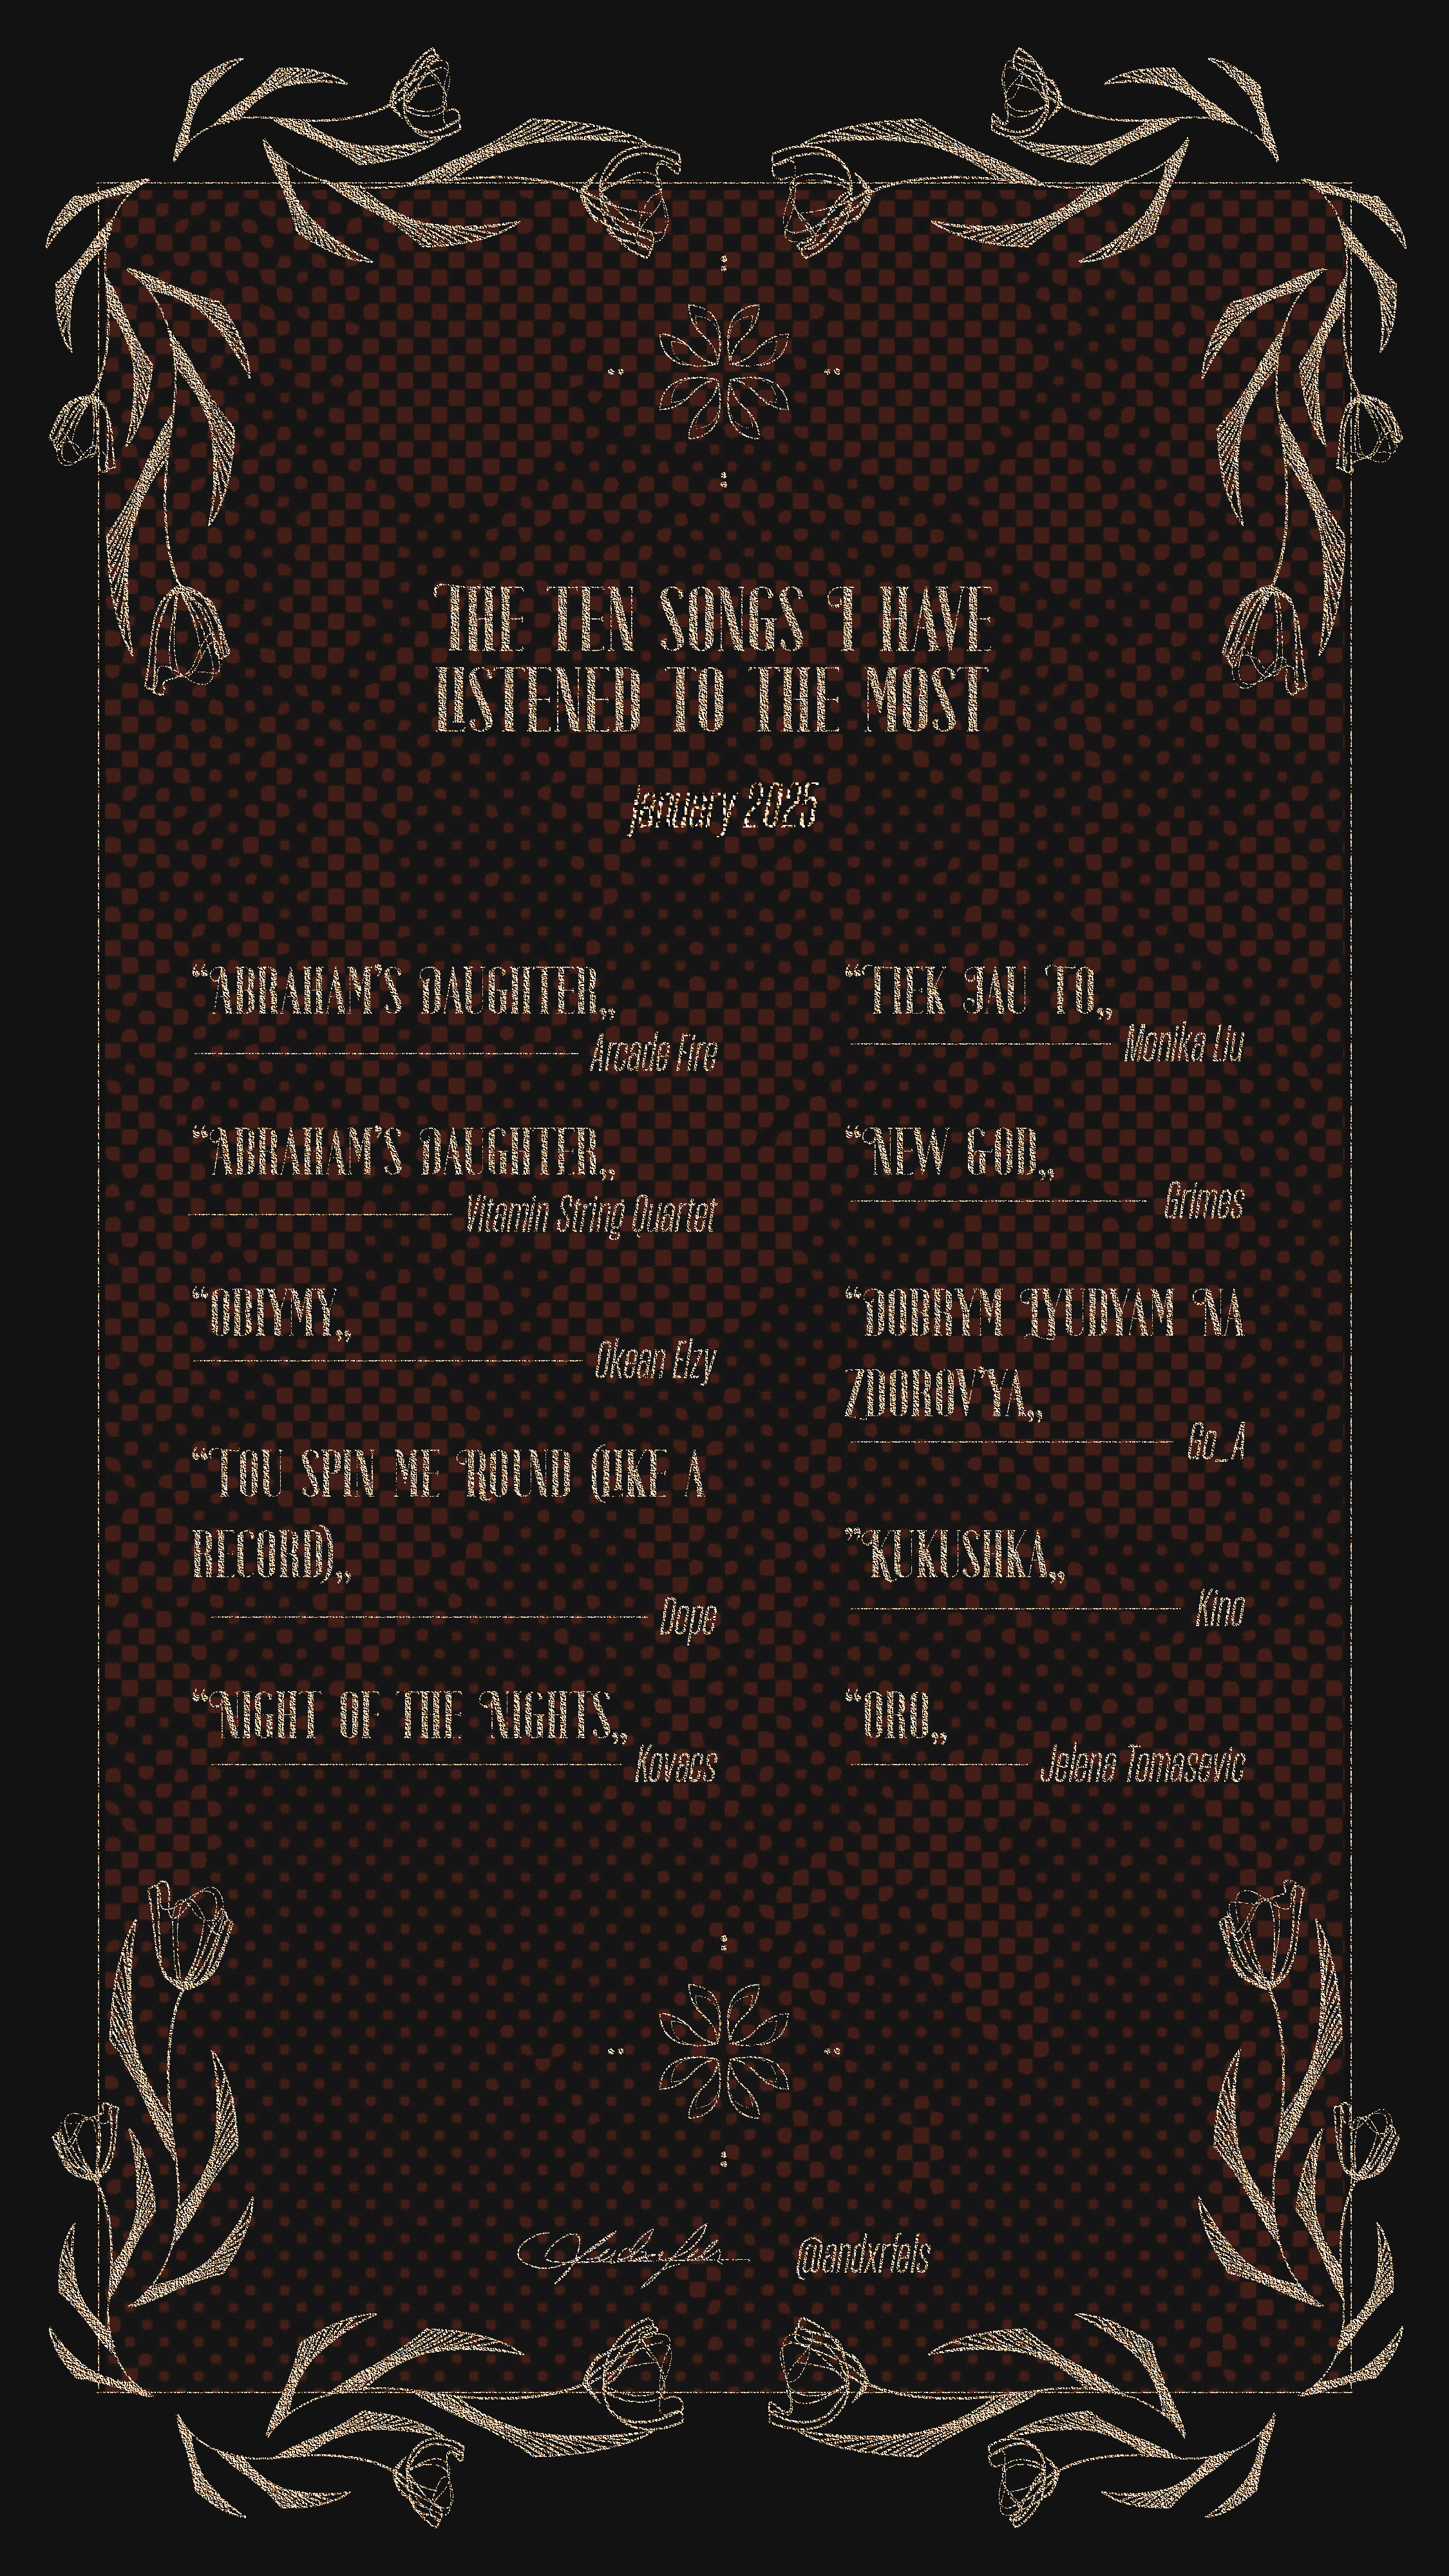 THE TEN SONGS I HAVE
LISTENED TO THE MOST
january 2025
“ABRAHAM’S DAUGHTER„
Arcade Fire
“ABRAHAM’S DAUGHTER„
Vitamin String Quartet
“OBIYMY„
Okean Elzy
“YOU SPIN ME ROUND (LIKE A
RECORD)„
Dope
“NIGHT OF THE NIGHTS„
Kovacs
“TIEK JAU TO„
Monika Liu
“NEW GOD„
Grimes
“DOBRYM LYUDYAM NA
ZDOROV’YA„
Go_A
”KUKUSHKA„
Kino
“ORO„
Jelena Tomasevic
@andxrfels